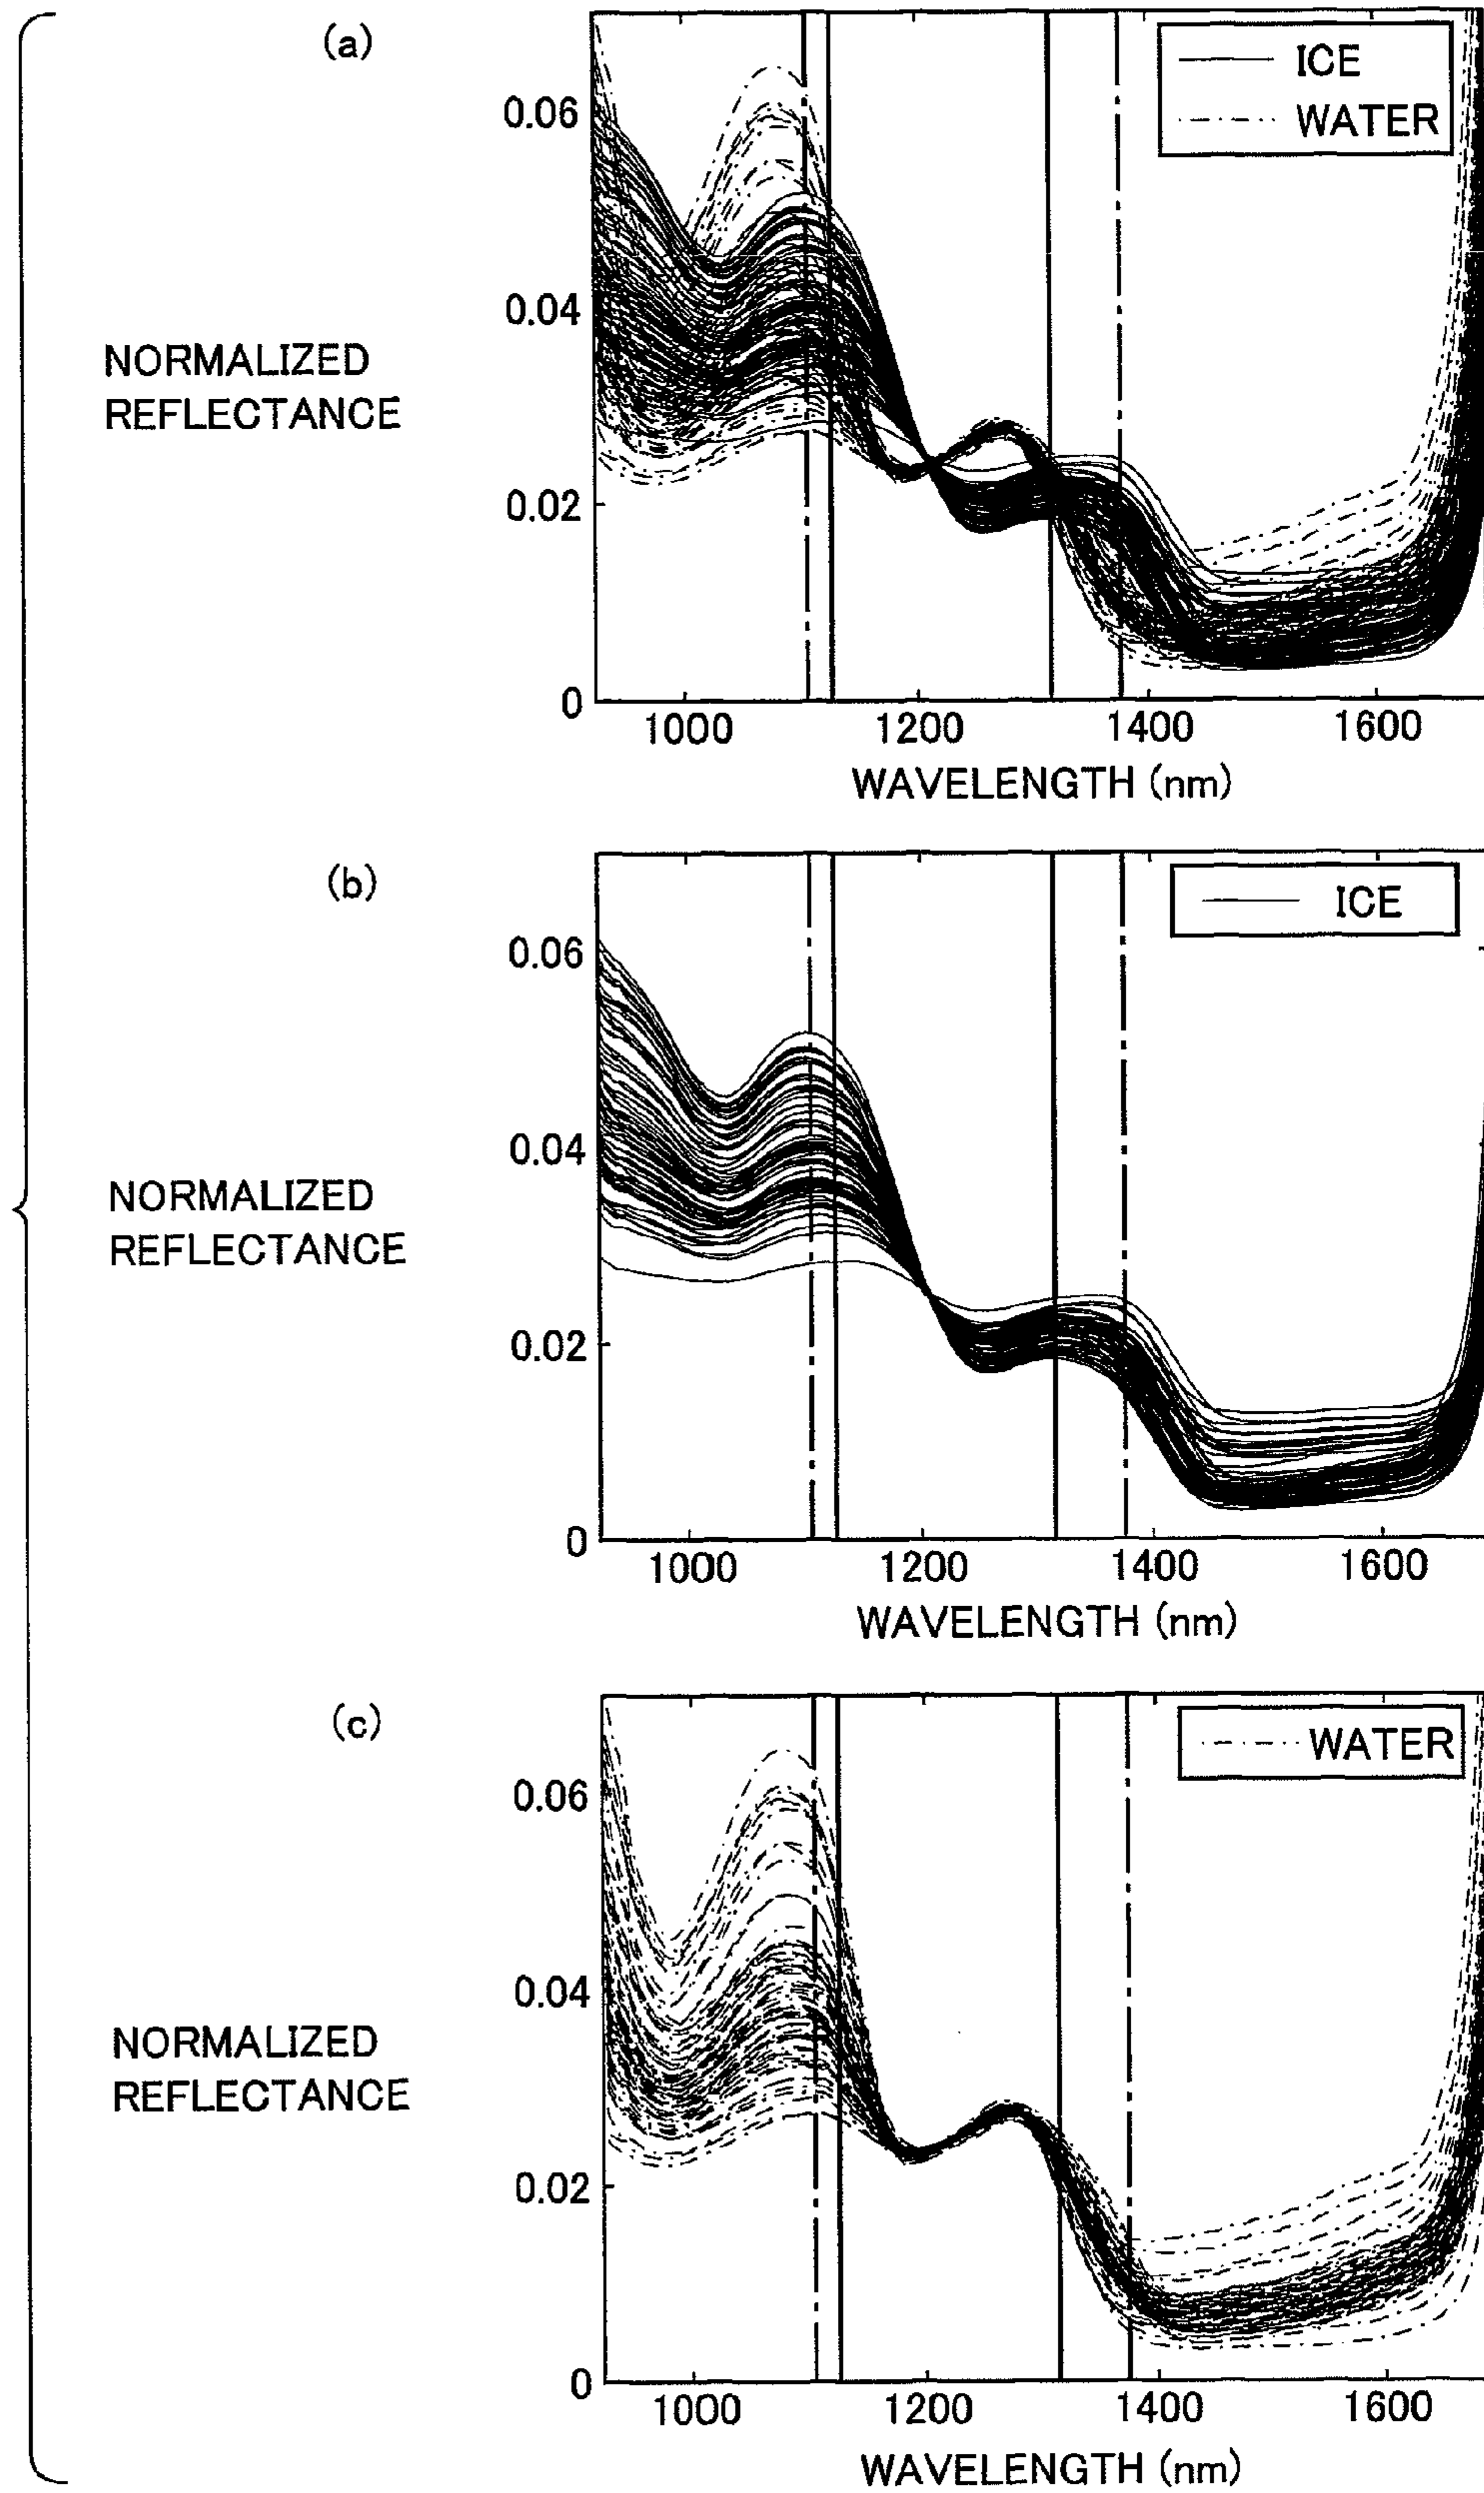 (a)
ICE
WATER
0.06
0.04
0.02
0
NORMALIZED
REFLECTANCE
1000 1200 1400 1600
WAVELENGTH (nm)
(b)
ICE
0.06
0.04
0.02
0
NORMALIZED
REFLECTANCE
1000 1200 1400 1600
WAVELENGTH (nm)
(c)
WATER
0.06
0.04
0.02
0
NORMALIZED
REFLECTANCE
1000 1200 1400 1600
WAVELENGTH (nm)